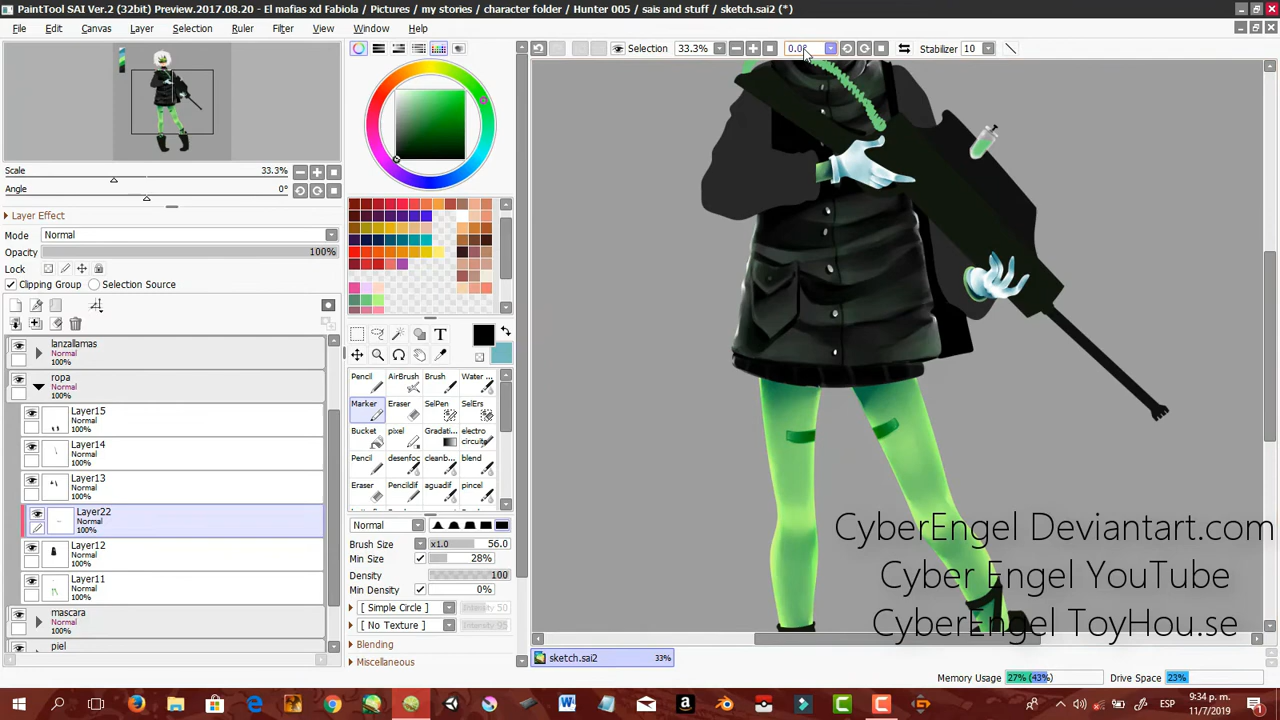 PaintTool SAI Ver.2 (32bit) Preview.2017.08.20 - El mafias xd Fabiola / Pictures / my stories / character folder / Hunter 005 / sais and stuff / sketch.sai2 (*)
File Edit Canvas Layer Selection Ruler Filter View Window Help
Selection 33.3% 0.0° Stabilizer 10
Scale 33.3%
Angle 0°
Layer Effect
Mode Normal
Opacity 100%
Lock
Clipping Group Selection Source
lanzallamas
Normal
100%
ropa
Normal
100%
Layer15
Normal
100%
Layer14
Normal
100%
Layer13
Normal
100%
Layer22
Normal
100%
Layer12
Normal
100%
Layer11
Normal
100%
mascara
Normal
100%
piel
T
Pencil AirBrush Brush Water ...
Marker Eraser SelPen SelErs
Bucket pixel Gradati... electro circuite
Pencil desenfoc cleanb... blend
Eraser Pencildif aguadif pincel
Normal
Brush Size x1.0 56.0
Min Size 28%
Density 100
Min Density 0%
[ Simple Circle ] Intensity 50
[ No Texture ] Intensity 95
Blending
Miscellaneous
CyberEngel Deviantart.com
Cyber Engel YouTube
CyberEngel ToyHou.se
sketch.sai2 33%
Memory Usage 27% (43%) Drive Space 23%
ESP 9:34 p. m.
11/7/2019